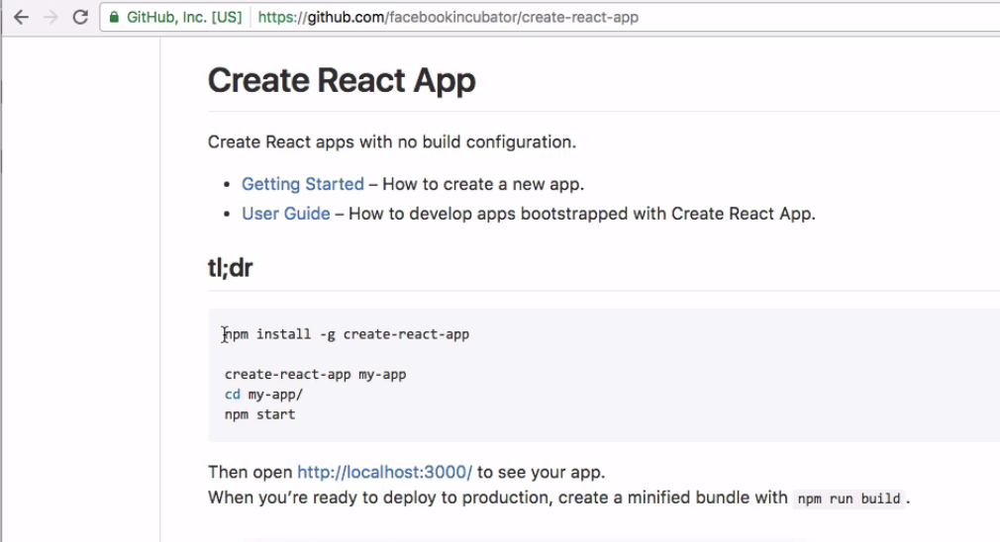 GitHub, Inc. [US] https://github.com/facebookincubator/create-react-app
Create React App
Create React apps with no build configuration.
• Getting Started – How to create a new app.
• User Guide – How to develop apps bootstrapped with Create React App.
tl;dr
npm install -g create-react-app
create-react-app my-app
cd my-app/
npm start
Then open http://localhost:3000/ to see your app.
When you’re ready to deploy to production, create a minified bundle with npm run build.